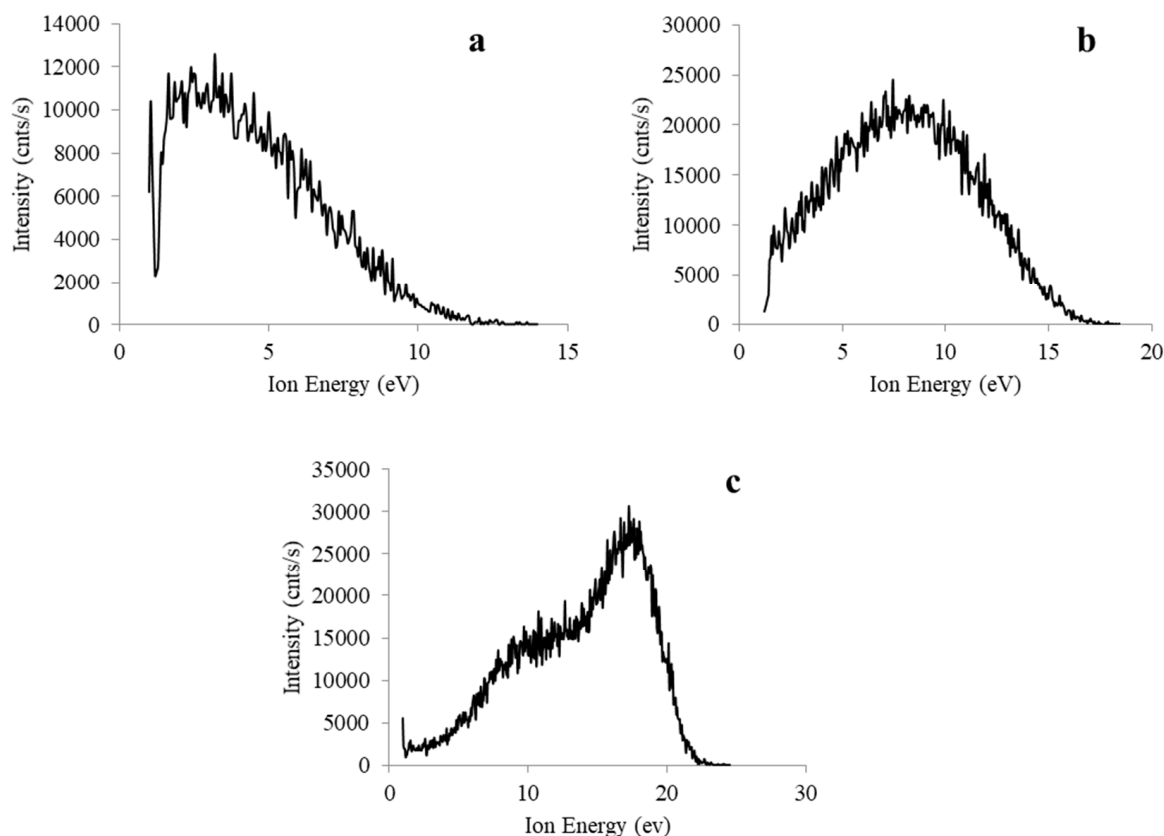 a
Intensity (cnts/s)
14000
12000
10000
8000
6000
4000
2000
0
0 5 10 15
Ion Energy (eV)
b
Intensity (cnts/s)
30000
25000
20000
15000
10000
5000
0
0 5 10 15 20
Ion Energy (eV)
c
Intensity (cnts/s)
35000
30000
25000
20000
15000
10000
5000
0
0 10 20 30
Ion Energy (ev)